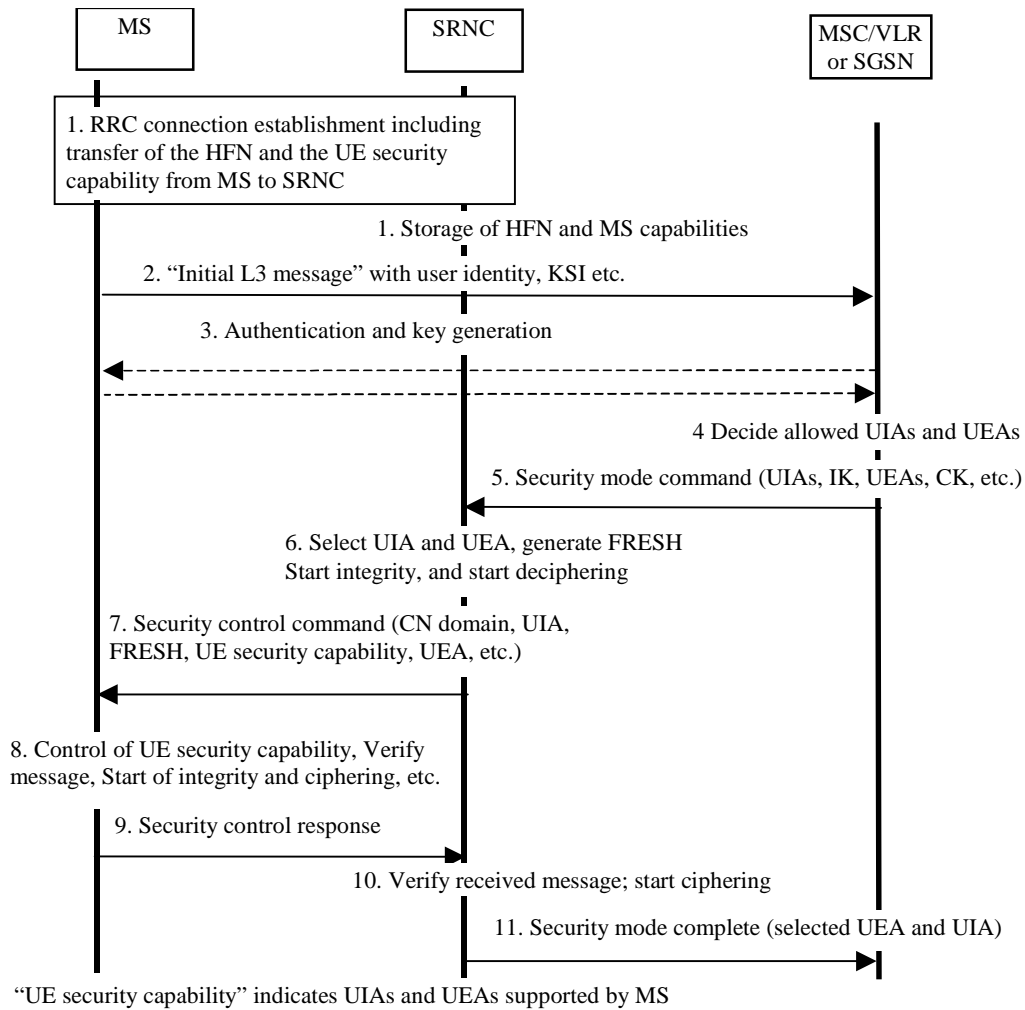 MS
SRNC
MSC/VLR
or SGSN
1. RRC connection establishment including
transfer of the HFN and the UE security
capability from MS to SRNC
1. Storage of HFN and MS capabilities
2. “Initial L3 message” with user identity, KSI etc.
3. Authentication and key generation
4 Decide allowed UIAs and UEAs
5. Security mode command (UIAs, IK, UEAs, CK, etc.)
6. Select UIA and UEA, generate FRESH
Start integrity, and start deciphering
7. Security control command (CN domain, UIA,
FRESH, UE security capability, UEA, etc.)
8. Control of UE security capability, Verify
message, Start of integrity and ciphering, etc.
9. Security control response
10. Verify received message; start ciphering
11. Security mode complete (selected UEA and UIA)
“UE security capability” indicates UIAs and UEAs supported by MS